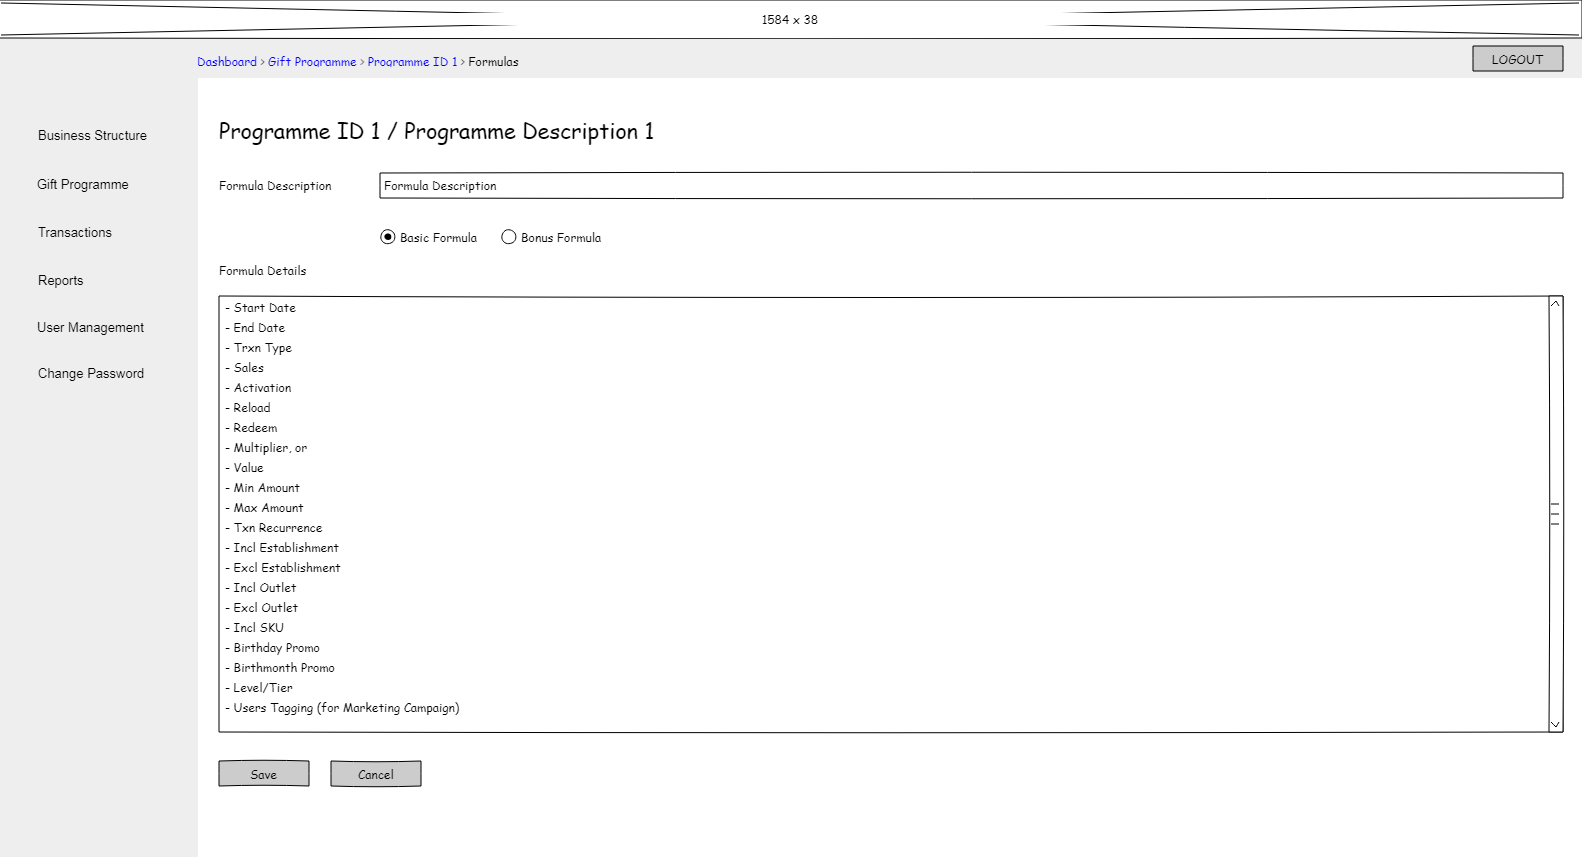 1584 x 38
Dashboard > Gift Programme > Programme ID 1 > Formulas
LOGOUT
Business Structure
Gift Programme
Transactions
Reports
User Management
Change Password
Programme ID 1 / Programme Description 1
Formula Description
Formula Description
Basic Formula
Bonus Formula
Formula Details
- Start Date
- End Date
- Trxn Type
- Sales
- Activation
- Reload
- Redeem
- Multiplier, or
- Value
- Min Amount
- Max Amount
- Txn Recurrence
- Incl Establishment
- Excl Establishment
- Incl Outlet
- Excl Outlet
- Incl SKU
- Birthday Promo
- Birthmonth Promo
- Level/Tier
- Users Tagging (for Marketing Campaign)
Save
Cancel